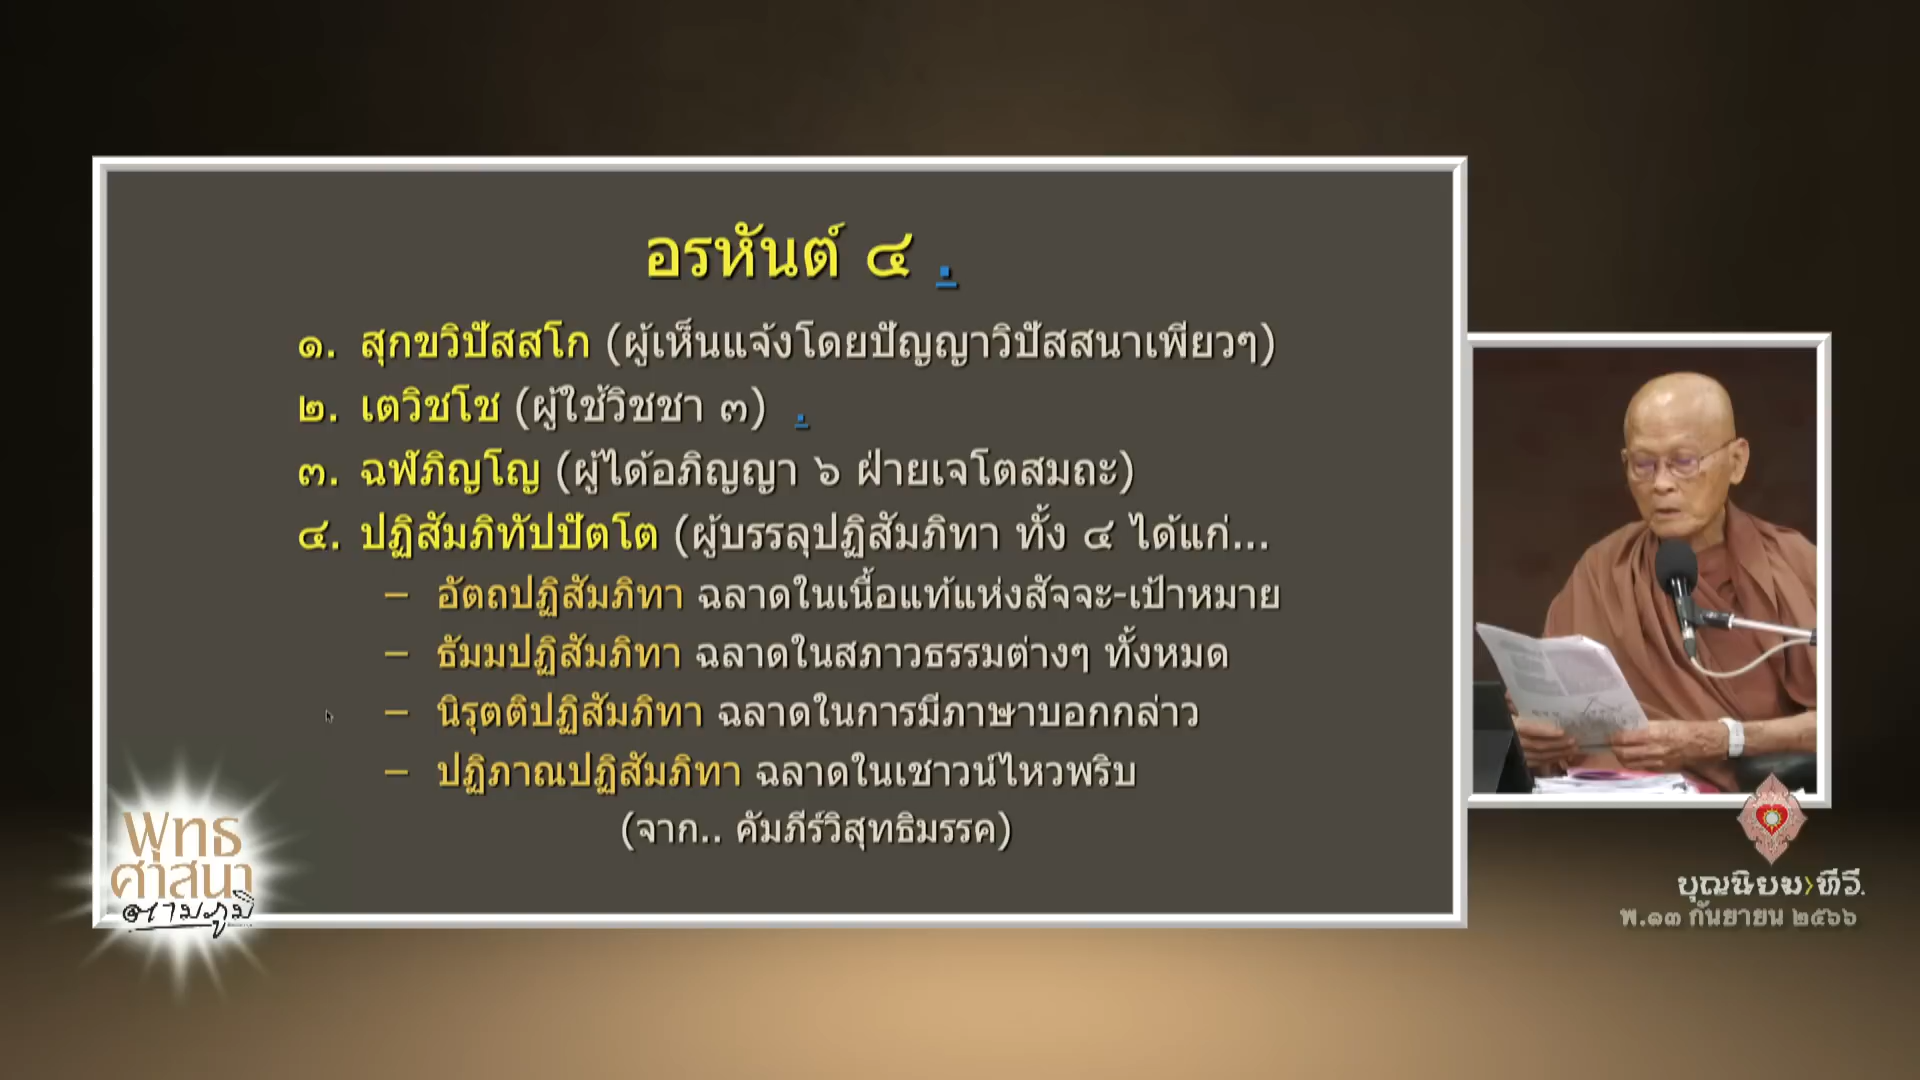 อรหันต์ ๔ .
๑. สุกขวิปัสสโก (ผู้เห็นแจ้งโดยปัญญาวิปัสสนาเพียวๆ)
๒. เตวิชโช (ผู้ใช้วิชชา ๓) .
๓. ฉฬภิญโญ (ผู้ได้อภิญญา ๖ ฝ่ายเจโตสมถะ)
๔. ปฏิสัมภิทัปปัตโต (ผู้บรรลุปฏิสัมภิทา ทั้ง ๔ ได้แก่...
– อัตถปฏิสัมภิทา ฉลาดในเนื้อแท้แห่งสัจจะ-เป้าหมาย
– ธัมมปฏิสัมภิทา ฉลาดในสภาวธรรมต่างๆ ทั้งหมด
– นิรุตติปฏิสัมภิทา ฉลาดในการมีภาษาบอกกล่าว
– ปฏิภาณปฏิสัมภิทา ฉลาดในเชาวน์ไหวพริบ
(จาก.. คัมภีร์วิสุทธิมรรค)
พุทธ
ศาสนา
ตามภูมิ
บุญนิยม>ทีวี.
พ.๑๓ กันยายน ๒๕๖๖